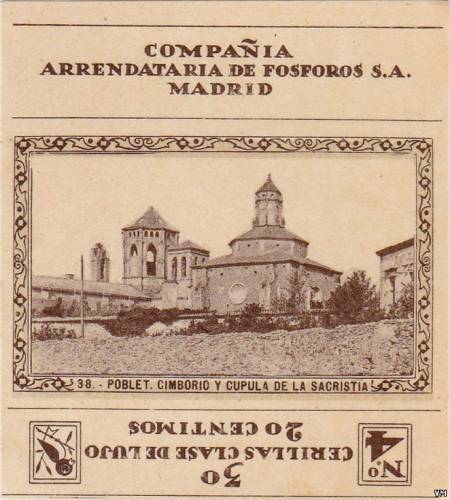 COMPAÑIA
ARRENDATARIA DE FOSFOROS S.A.
MADRID
38. - POBLET. CIMBORIO Y CUPULA DE LA SACRISTIA
Nº 4
30
CERILLAS CLASE DE LUJO
20 CENTIMOS
VM